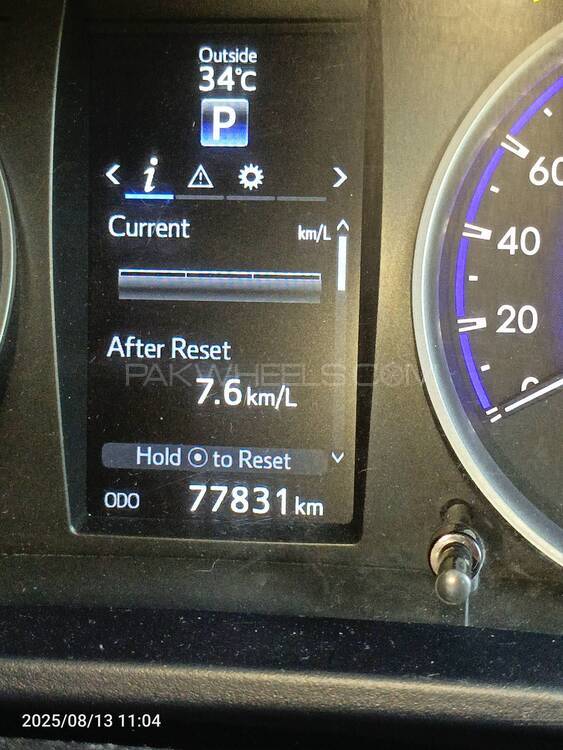 Outside
34°C
P
i
Current km/L
After Reset
7.6 km/L
Hold ⦿ to Reset
ODO 77831 km
60
40
20
0
PAKWHEELS.COM
2025/08/13 11:04